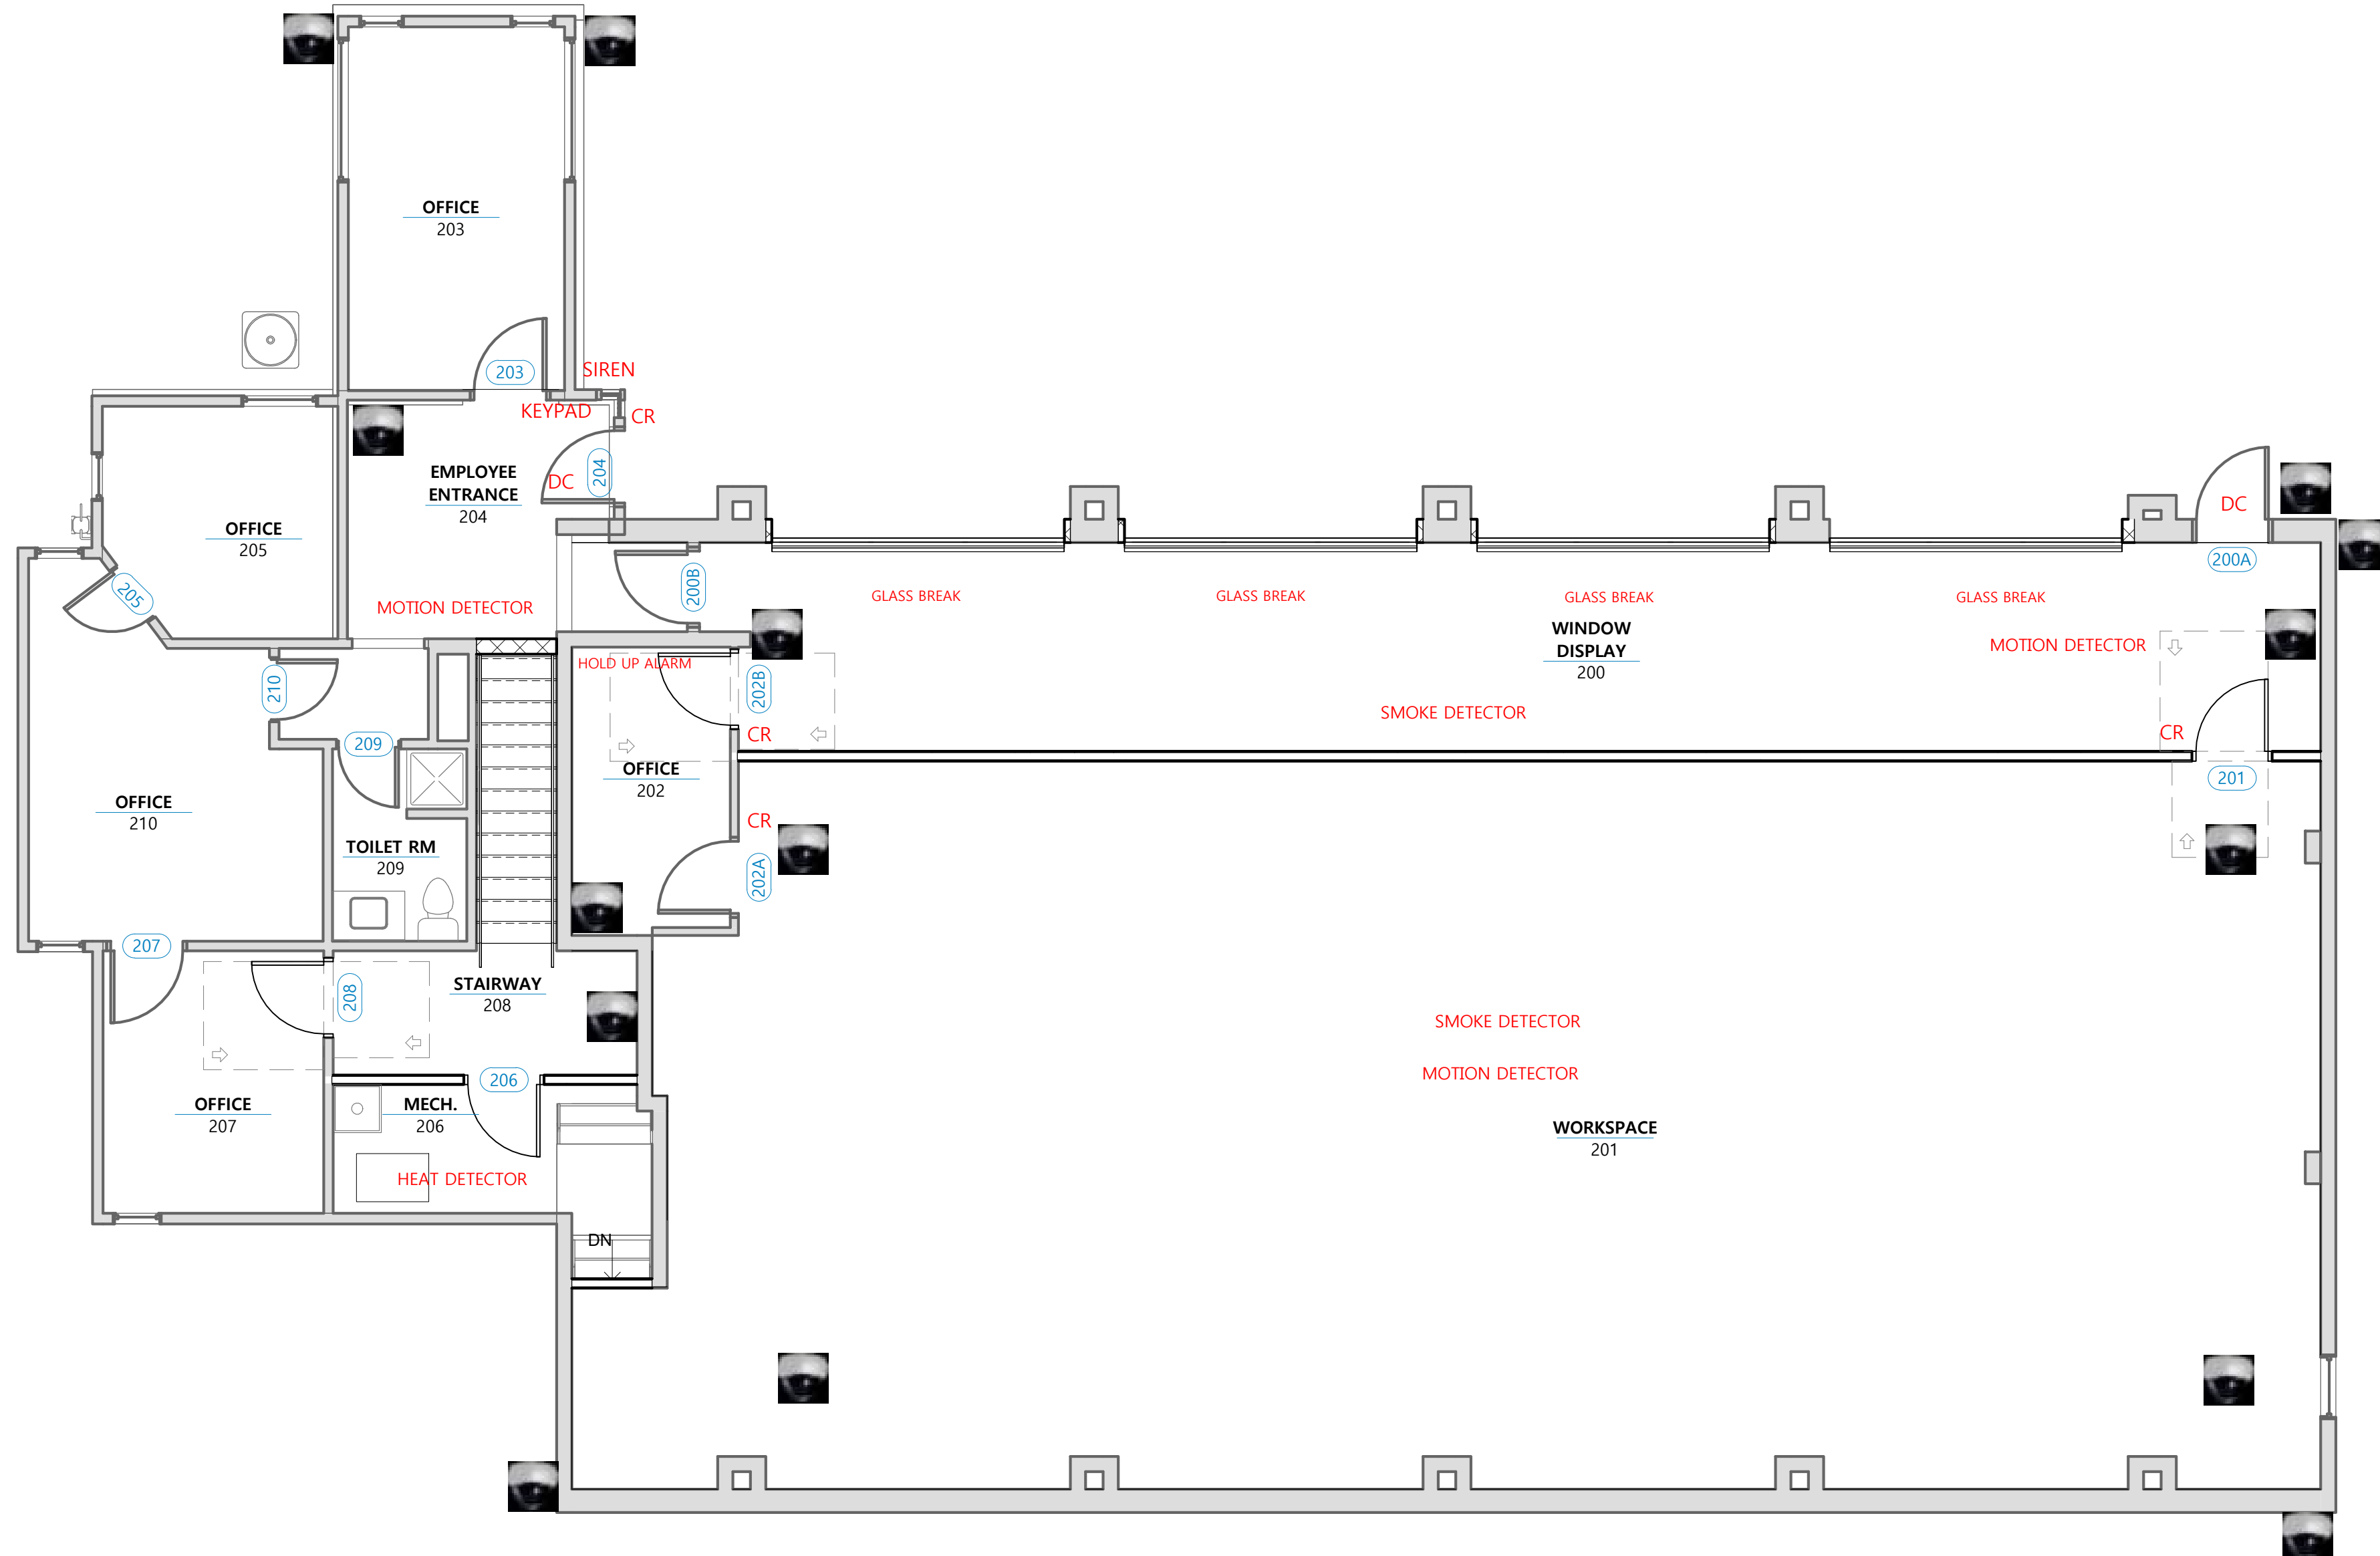 OFFICE
203
203
SIREN
KEYPAD
CR
EMPLOYEE
ENTRANCE
204
DC
204
OFFICE
205
205
MOTION DETECTOR
200B
GLASS BREAK
GLASS BREAK
GLASS BREAK
GLASS BREAK
DC
200A
WINDOW
DISPLAY
200
MOTION DETECTOR
SMOKE DETECTOR
CR
201
HOLD UP ALARM
202B
CR
OFFICE
202
CR
202A
210
209
OFFICE
210
TOILET RM
209
207
208
STAIRWAY
208
206
OFFICE
207
MECH.
206
HEAT DETECTOR
DN
SMOKE DETECTOR
MOTION DETECTOR
WORKSPACE
201